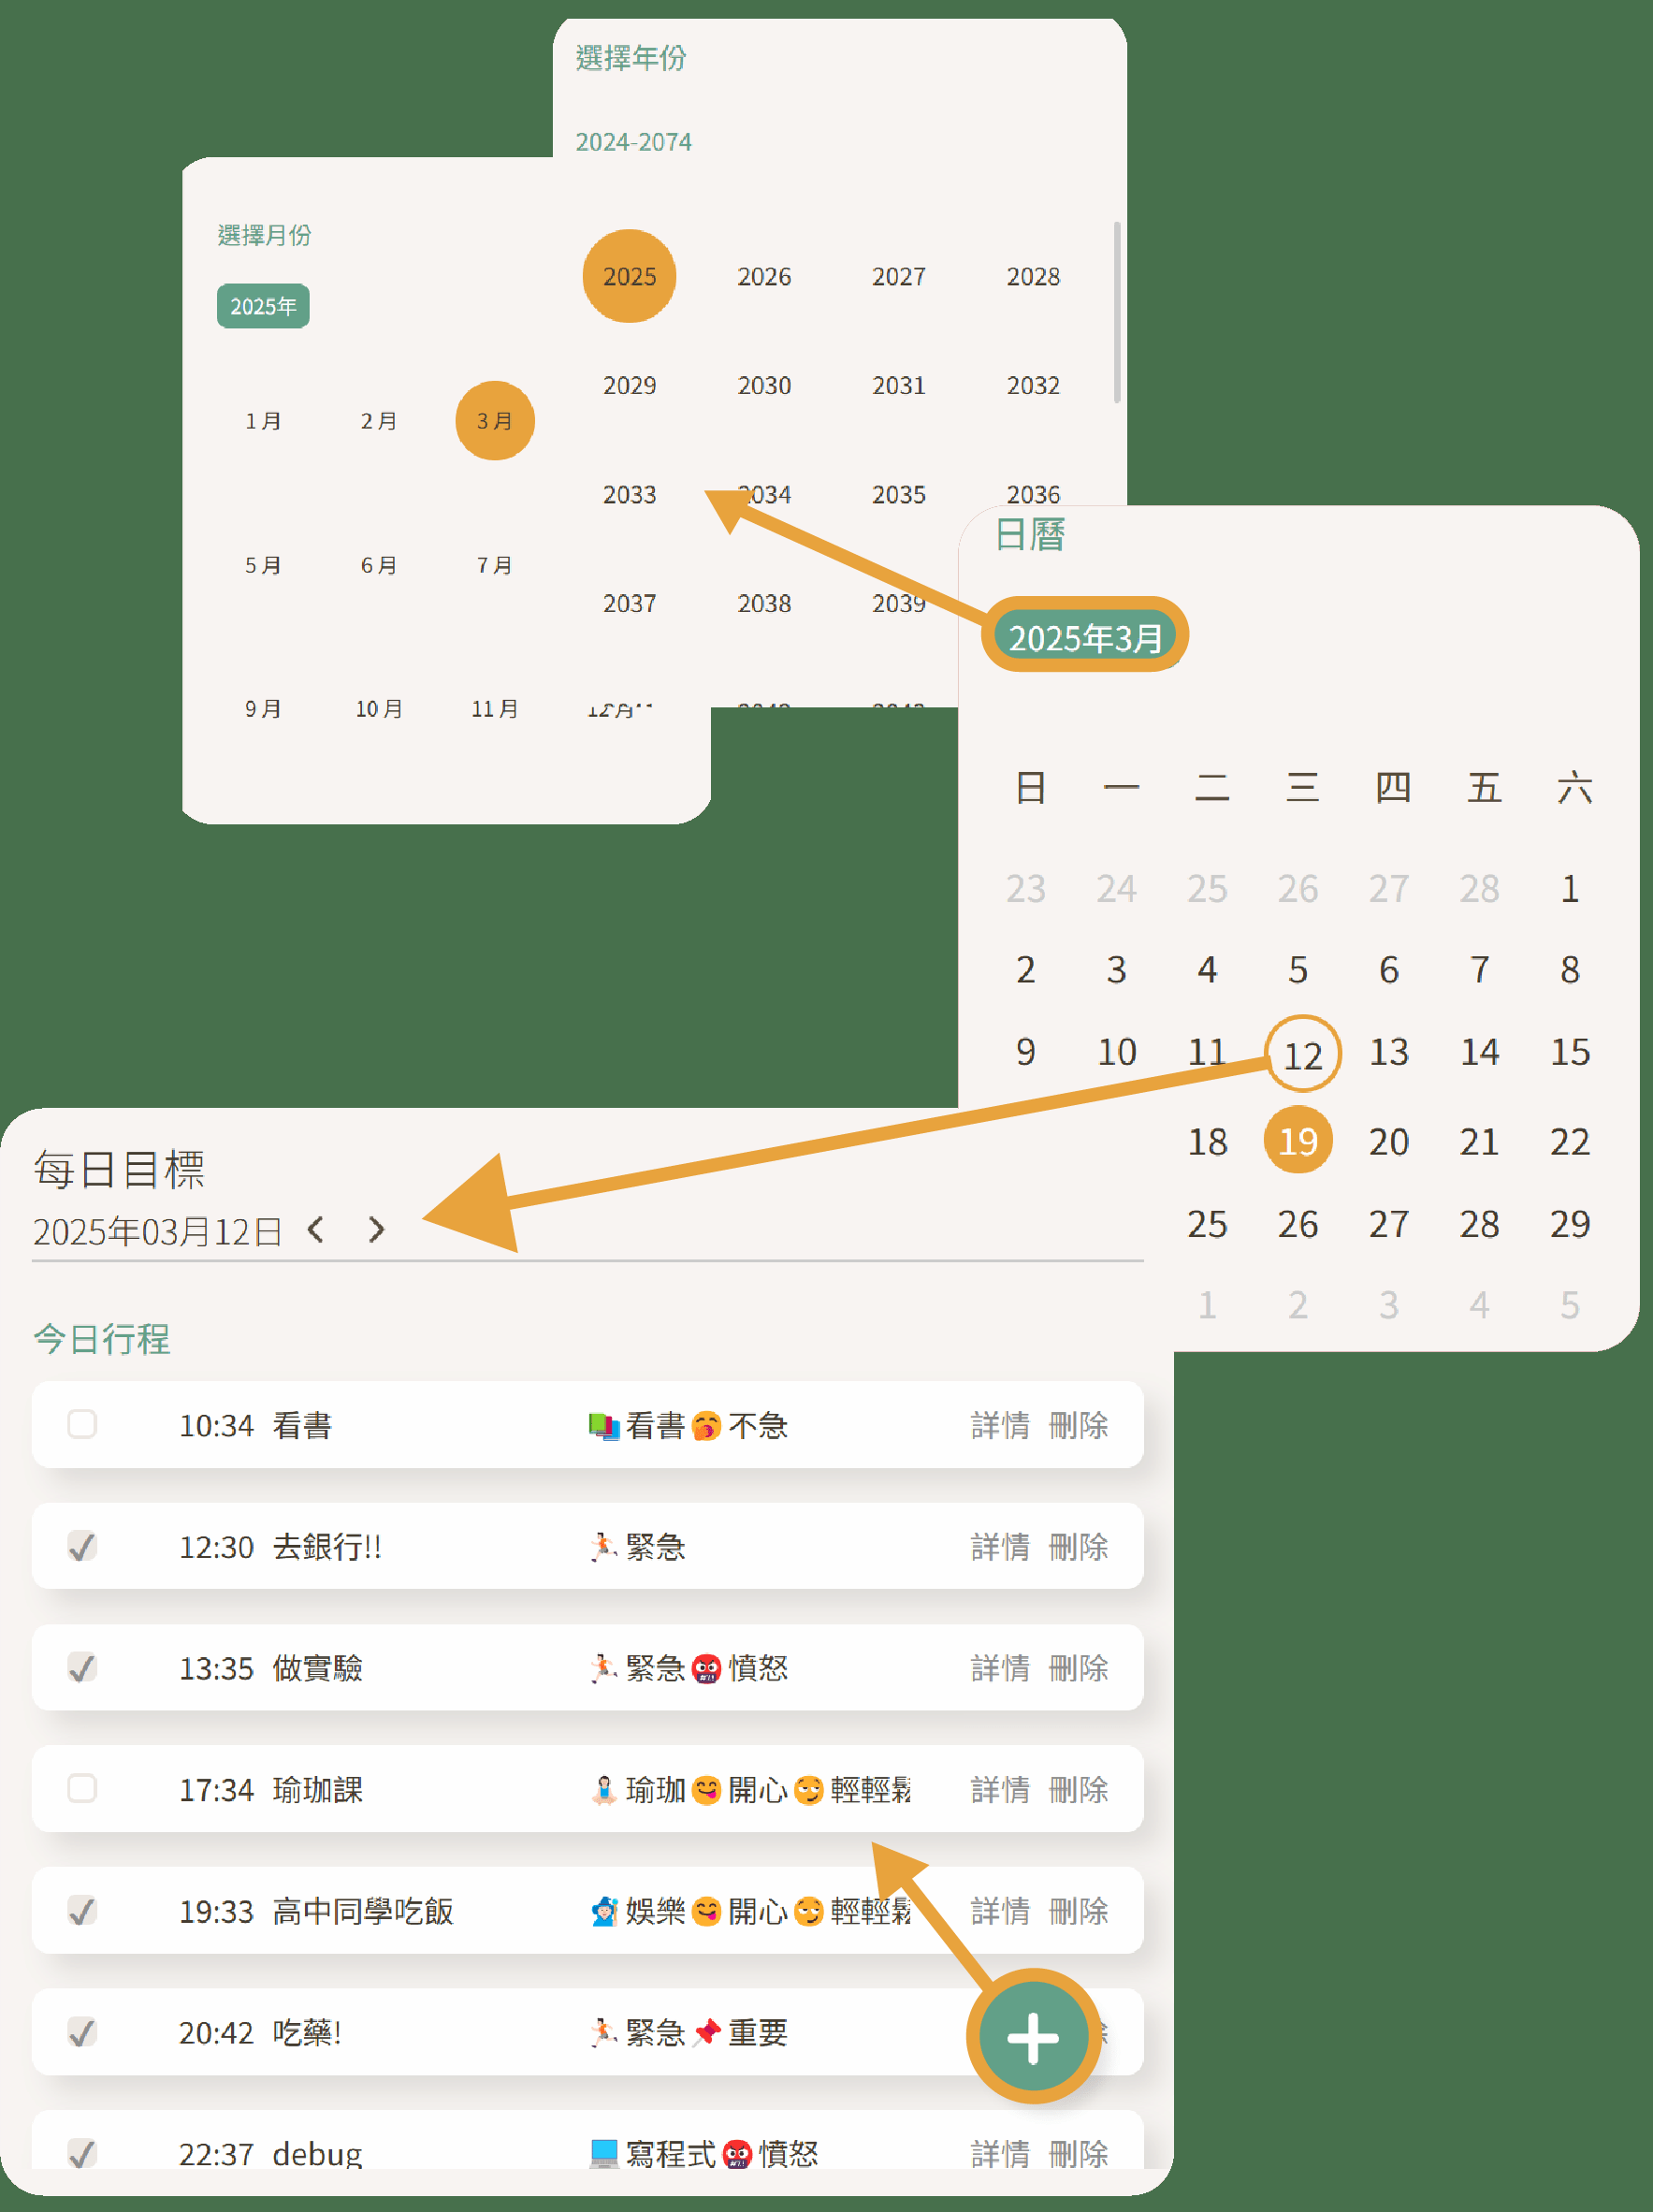 選擇年份
2024-2074
2025 2026 2027 2028
2029 2030 2031 2032
2033 2034 2035 2036
2037 2038 2039
選擇月份
2025年
1 月 2 月 3 月
5 月 6 月 7 月
9 月 10 月 11 月 12 月
日曆
2025年3月
日 一 二 三 四 五 六
23 24 25 26 27 28 1
2 3 4 5 6 7 8
9 10 11 12 13 14 15
18 19 20 21 22
25 26 27 28 29
1 2 3 4 5
每日目標
2025年03月12日 < >
今日行程
10:34 看書 📚看書🥱不急 詳情 刪除
12:30 去銀行!! 🏃🏻緊急 詳情 刪除
13:35 做實驗 🏃🏻緊急🤬憤怒 詳情 刪除
17:34 瑜珈課 瑜珈😋開心😏輕輕鬆 詳情 刪除
19:33 高中同學吃飯 娛樂😋開心😏輕輕鬆 詳情 刪除
20:42 吃藥! 🏃🏻緊急📌重要
22:37 debug 💻寫程式🤬憤怒 詳情 刪除